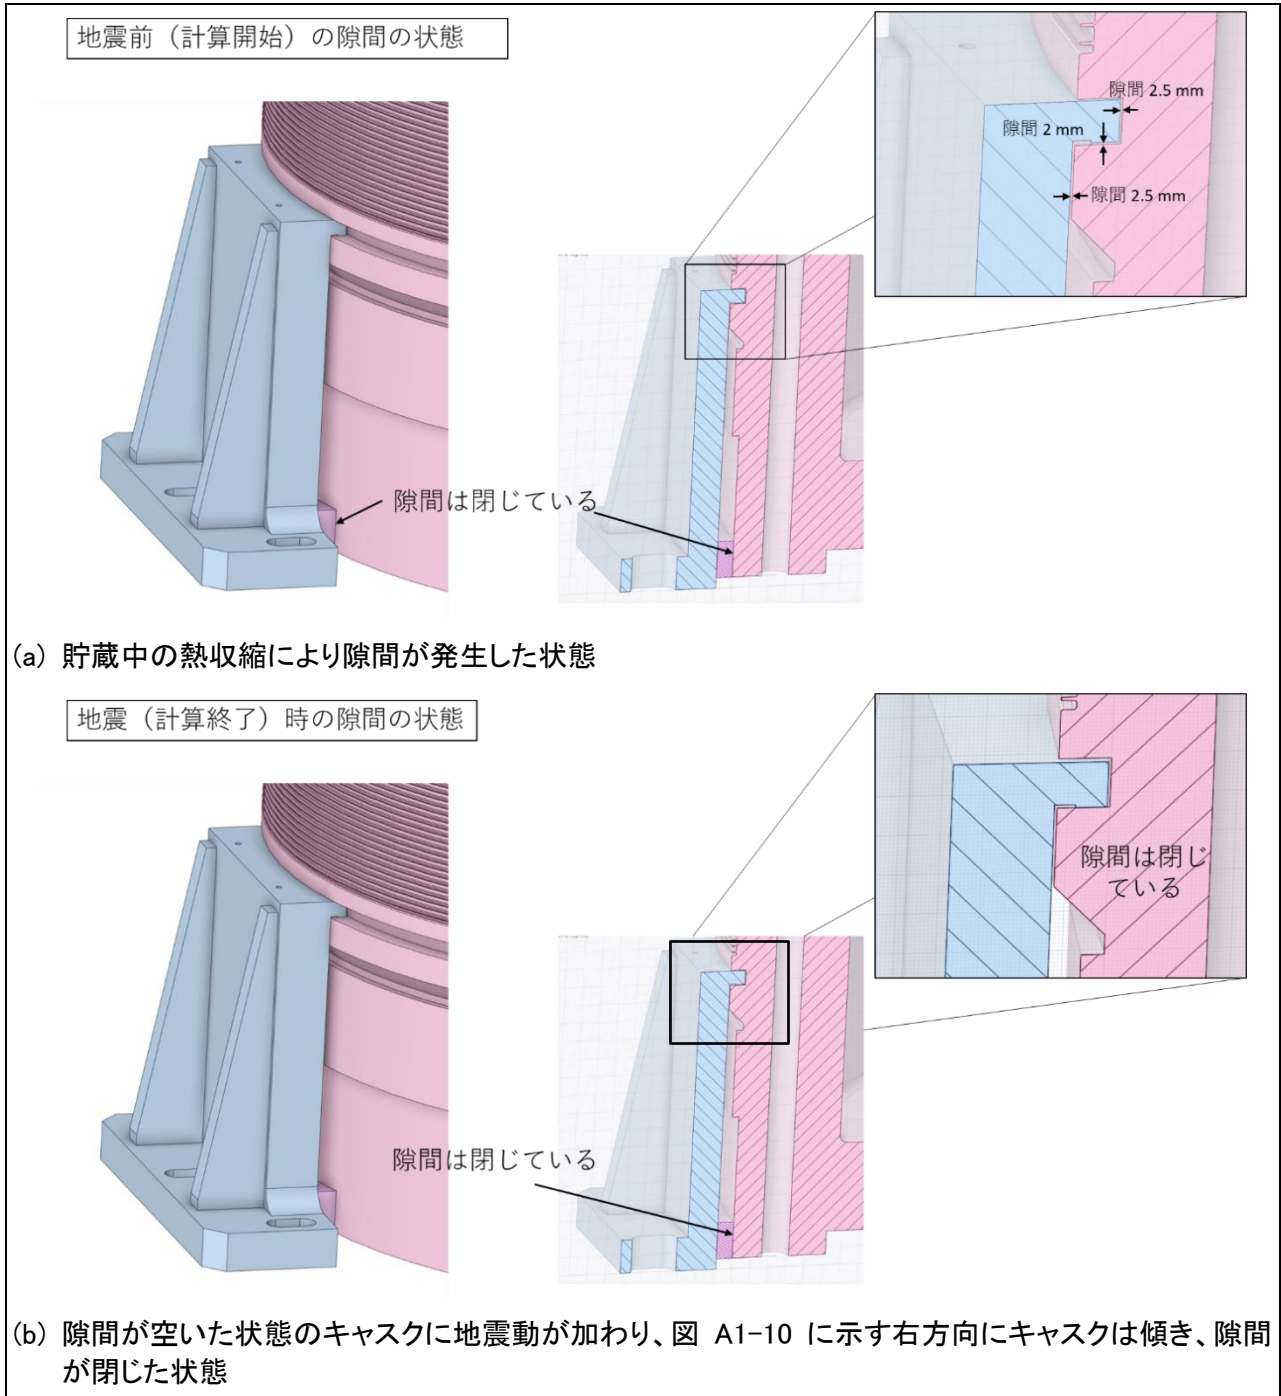 地震前（計算開始）の隙間の状態
隙間 2.5 mm
隙間 2 mm
隙間 2.5 mm
隙間は閉じている
(a) 貯蔵中の熱収縮により隙間が発生した状態
地震（計算終了）時の隙間の状態
隙間は閉じ
ている
隙間は閉じている
(b) 隙間が空いた状態のキャスクに地震動が加わり、図 A1-10 に示す右方向にキャスクは傾き、隙間
が閉じた状態